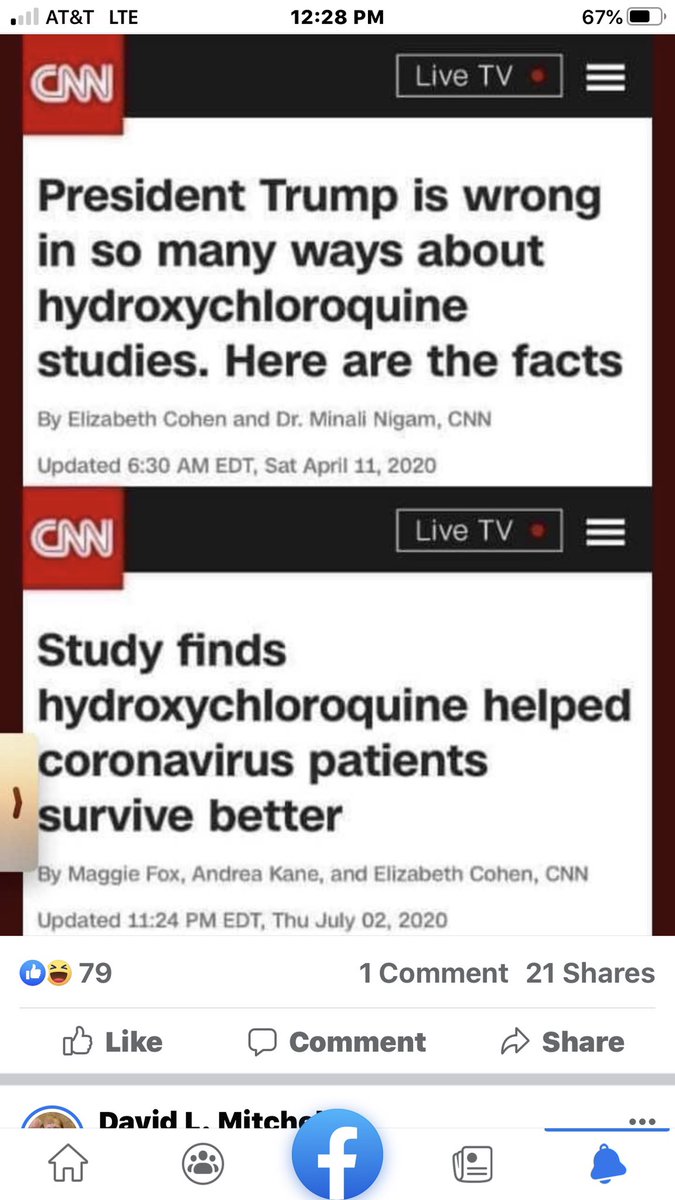 AT&T LTE 12:28 PM 67%
CNN Live TV
President Trump is wrong
in so many ways about
hydroxychloroquine
studies. Here are the facts
By Elizabeth Cohen and Dr. Minali Nigam, CNN
Updated 6:30 AM EDT, Sat April 11, 2020
CNN Live TV
Study finds
hydroxychloroquine helped
coronavirus patients
survive better
By Maggie Fox, Andrea Kane, and Elizabeth Cohen, CNN
Updated 11:24 PM EDT, Thu July 02, 2020
79 1 Comment 21 Shares
Like Comment Share
David L.